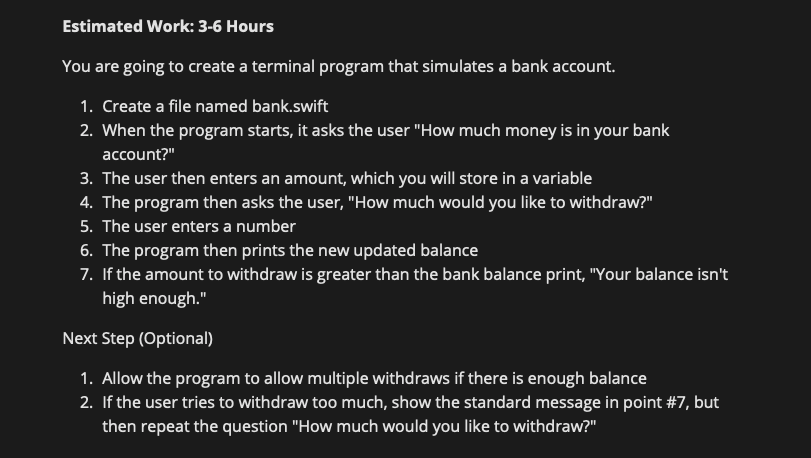 Estimated Work: 3-6 Hours
You are going to create a terminal program that simulates a bank account.
1. Create a file named bank.swift
2. When the program starts, it asks the user "How much money is in your bank
account?"
3. The user then enters an amount, which you will store in a variable
4. The program then asks the user, "How much would you like to withdraw?"
5. The user enters a number
6. The program then prints the new updated balance
7. If the amount to withdraw is greater than the bank balance print, "Your balance isn't
high enough."
Next Step (Optional)
1. Allow the program to allow multiple withdraws if there is enough balance
2. If the user tries to withdraw too much, show the standard message in point #7, but
then repeat the question "How much would you like to withdraw?"